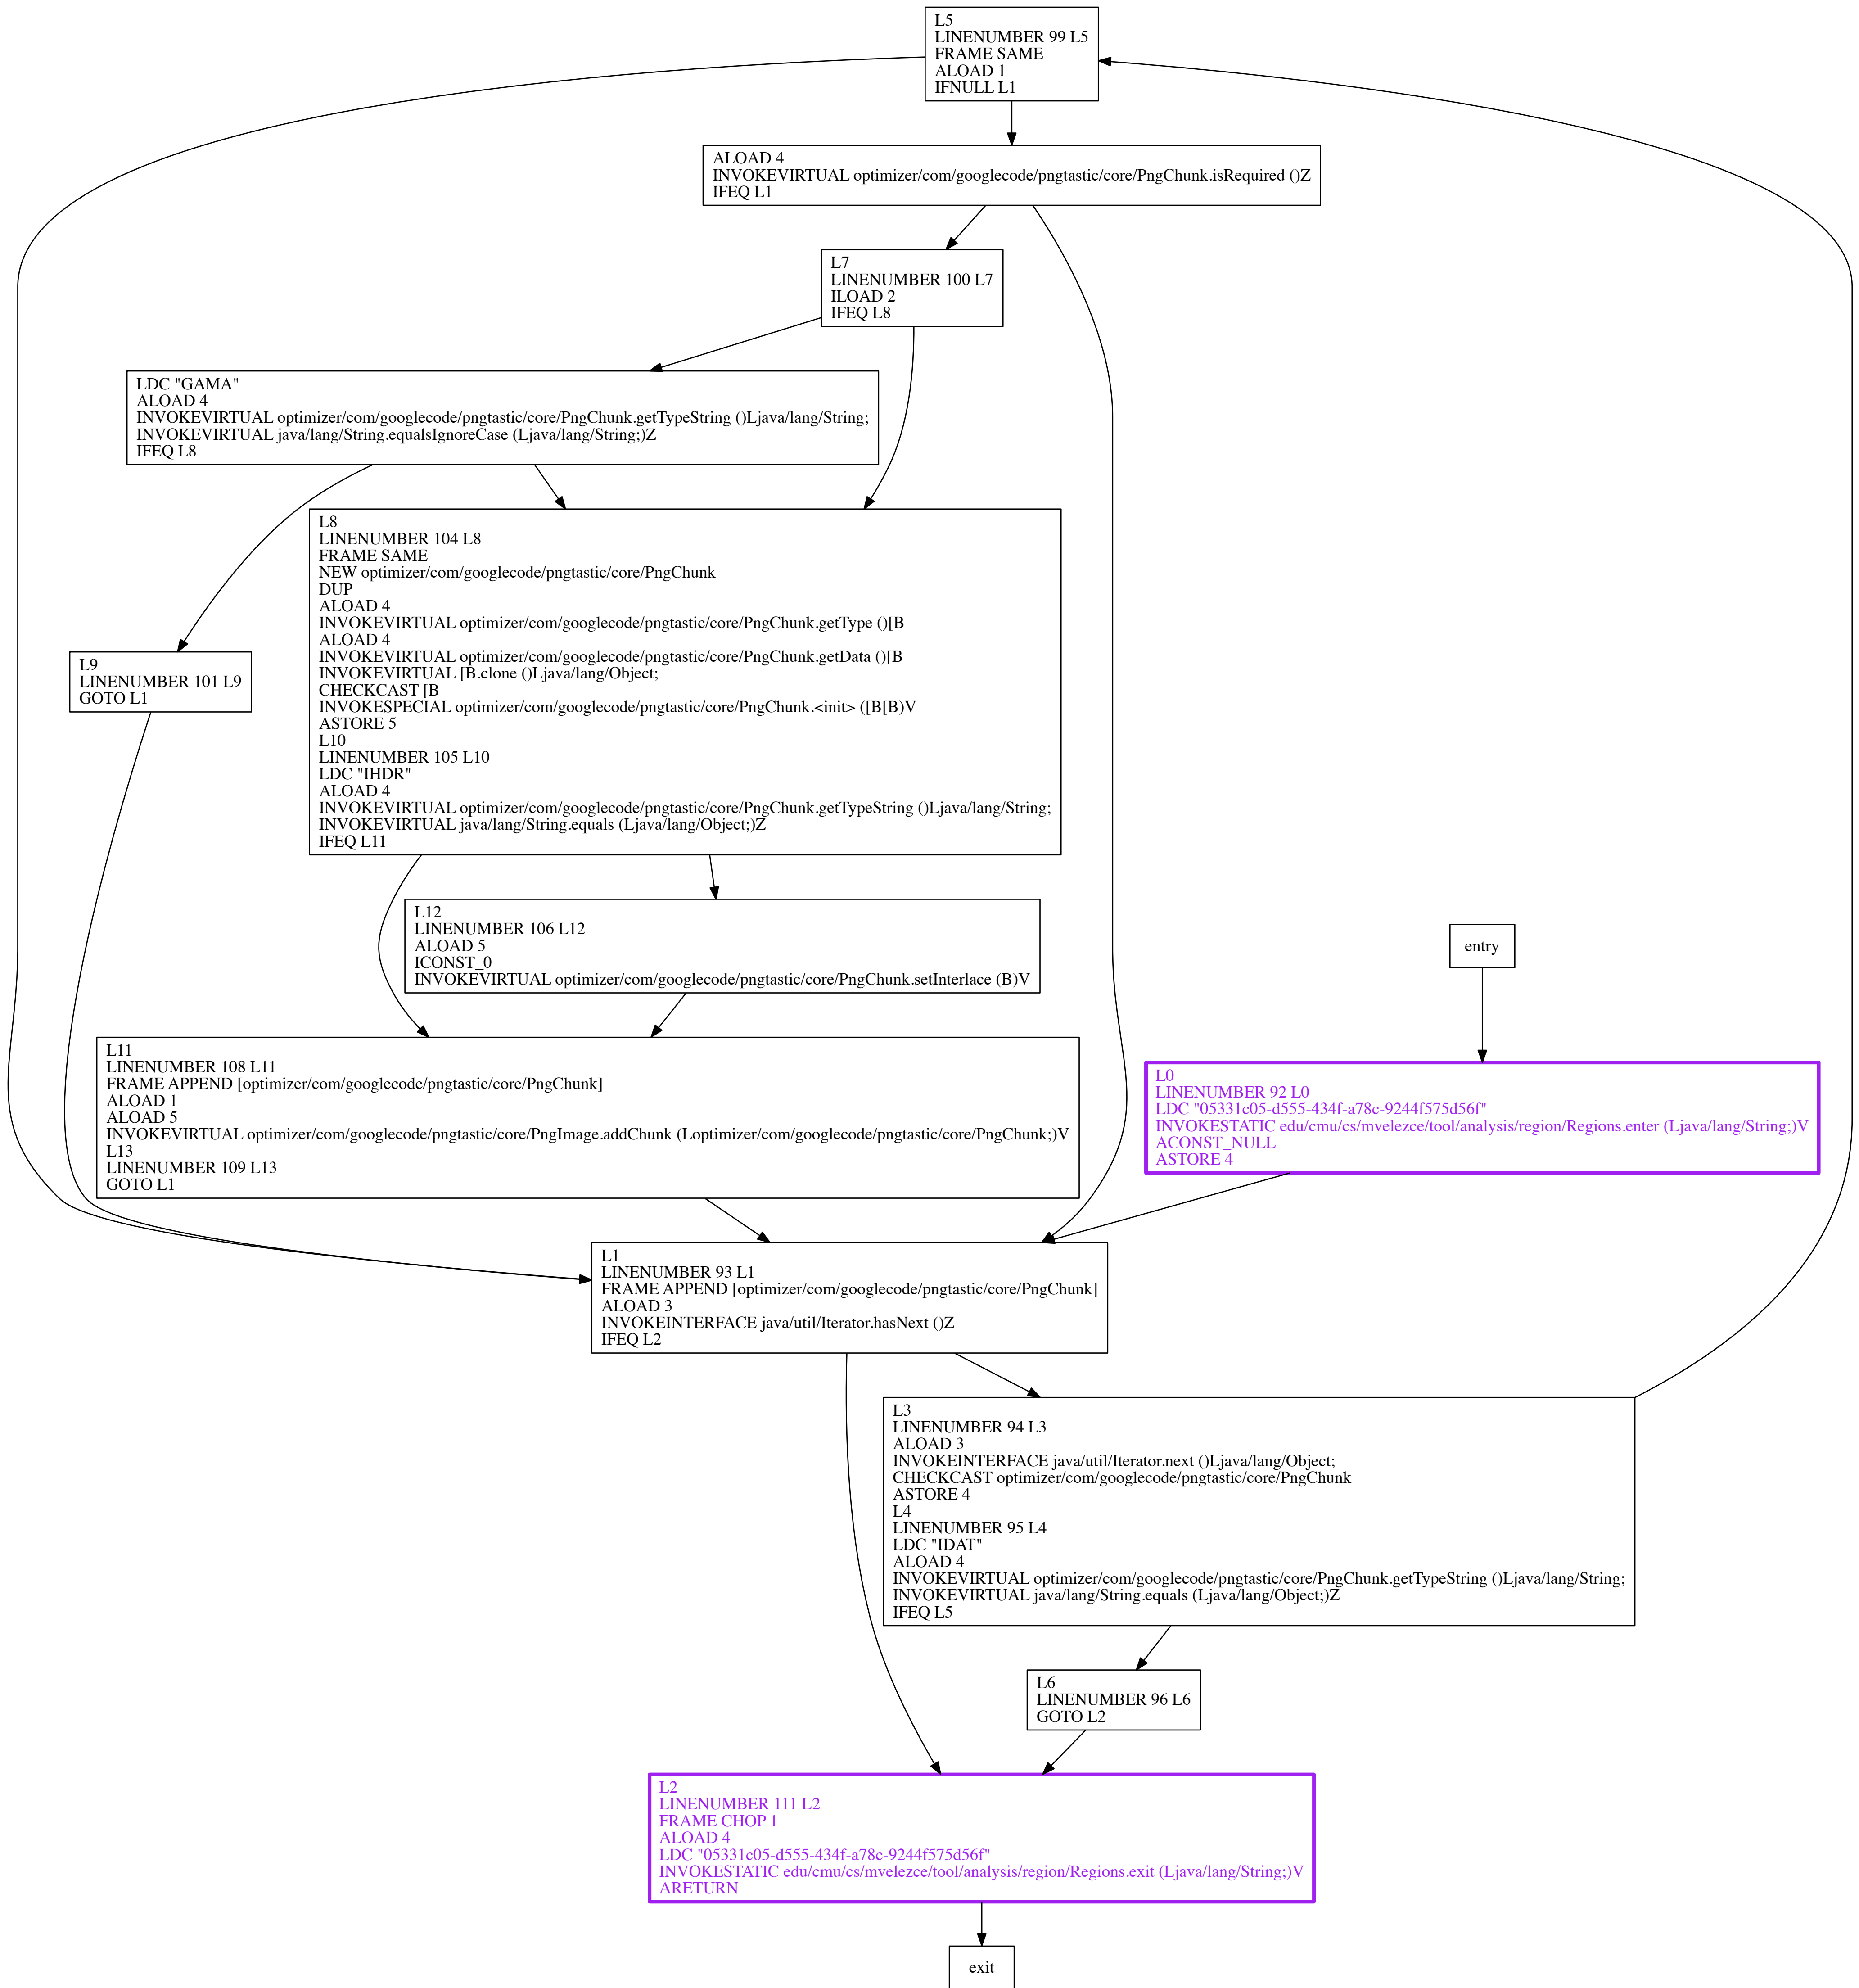 L5
LINENUMBER 99 L5
FRAME SAME
ALOAD 1
IFNULL L1
ALOAD 4
INVOKEVIRTUAL optimizer/com/googlecode/pngtastic/core/PngChunk.isRequired ()Z
IFEQ L1
L7
LINENUMBER 100 L7
ILOAD 2
IFEQ L8
LDC "GAMA"
ALOAD 4
INVOKEVIRTUAL optimizer/com/googlecode/pngtastic/core/PngChunk.getTypeString ()Ljava/lang/String;
INVOKEVIRTUAL java/lang/String.equalsIgnoreCase (Ljava/lang/String;)Z
IFEQ L8
L8
LINENUMBER 104 L8
FRAME SAME
NEW optimizer/com/googlecode/pngtastic/core/PngChunk
DUP
ALOAD 4
INVOKEVIRTUAL optimizer/com/googlecode/pngtastic/core/PngChunk.getType ()[B
ALOAD 4
INVOKEVIRTUAL optimizer/com/googlecode/pngtastic/core/PngChunk.getData ()[B
INVOKEVIRTUAL [B.clone ()Ljava/lang/Object;
CHECKCAST [B
INVOKESPECIAL optimizer/com/googlecode/pngtastic/core/PngChunk.<init> ([B[B)V
ASTORE 5
L10
LINENUMBER 105 L10
LDC "IHDR"
ALOAD 4
INVOKEVIRTUAL optimizer/com/googlecode/pngtastic/core/PngChunk.getTypeString ()Ljava/lang/String;
INVOKEVIRTUAL java/lang/String.equals (Ljava/lang/Object;)Z
IFEQ L11
L9
LINENUMBER 101 L9
GOTO L1
L12
LINENUMBER 106 L12
ALOAD 5
ICONST_0
INVOKEVIRTUAL optimizer/com/googlecode/pngtastic/core/PngChunk.setInterlace (B)V
entry
L11
LINENUMBER 108 L11
FRAME APPEND [optimizer/com/googlecode/pngtastic/core/PngChunk]
ALOAD 1
ALOAD 5
INVOKEVIRTUAL optimizer/com/googlecode/pngtastic/core/PngImage.addChunk (Loptimizer/com/googlecode/pngtastic/core/PngChunk;)V
L13
LINENUMBER 109 L13
GOTO L1
L0
LINENUMBER 92 L0
LDC "05331c05-d555-434f-a78c-9244f575d56f"
INVOKESTATIC edu/cmu/cs/mvelezce/tool/analysis/region/Regions.enter (Ljava/lang/String;)V
ACONST_NULL
ASTORE 4
L1
LINENUMBER 93 L1
FRAME APPEND [optimizer/com/googlecode/pngtastic/core/PngChunk]
ALOAD 3
INVOKEINTERFACE java/util/Iterator.hasNext ()Z
IFEQ L2
L3
LINENUMBER 94 L3
ALOAD 3
INVOKEINTERFACE java/util/Iterator.next ()Ljava/lang/Object;
CHECKCAST optimizer/com/googlecode/pngtastic/core/PngChunk
ASTORE 4
L4
LINENUMBER 95 L4
LDC "IDAT"
ALOAD 4
INVOKEVIRTUAL optimizer/com/googlecode/pngtastic/core/PngChunk.getTypeString ()Ljava/lang/String;
INVOKEVIRTUAL java/lang/String.equals (Ljava/lang/Object;)Z
IFEQ L5
L6
LINENUMBER 96 L6
GOTO L2
L2
LINENUMBER 111 L2
FRAME CHOP 1
ALOAD 4
LDC "05331c05-d555-434f-a78c-9244f575d56f"
INVOKESTATIC edu/cmu/cs/mvelezce/tool/analysis/region/Regions.exit (Ljava/lang/String;)V
ARETURN
exit